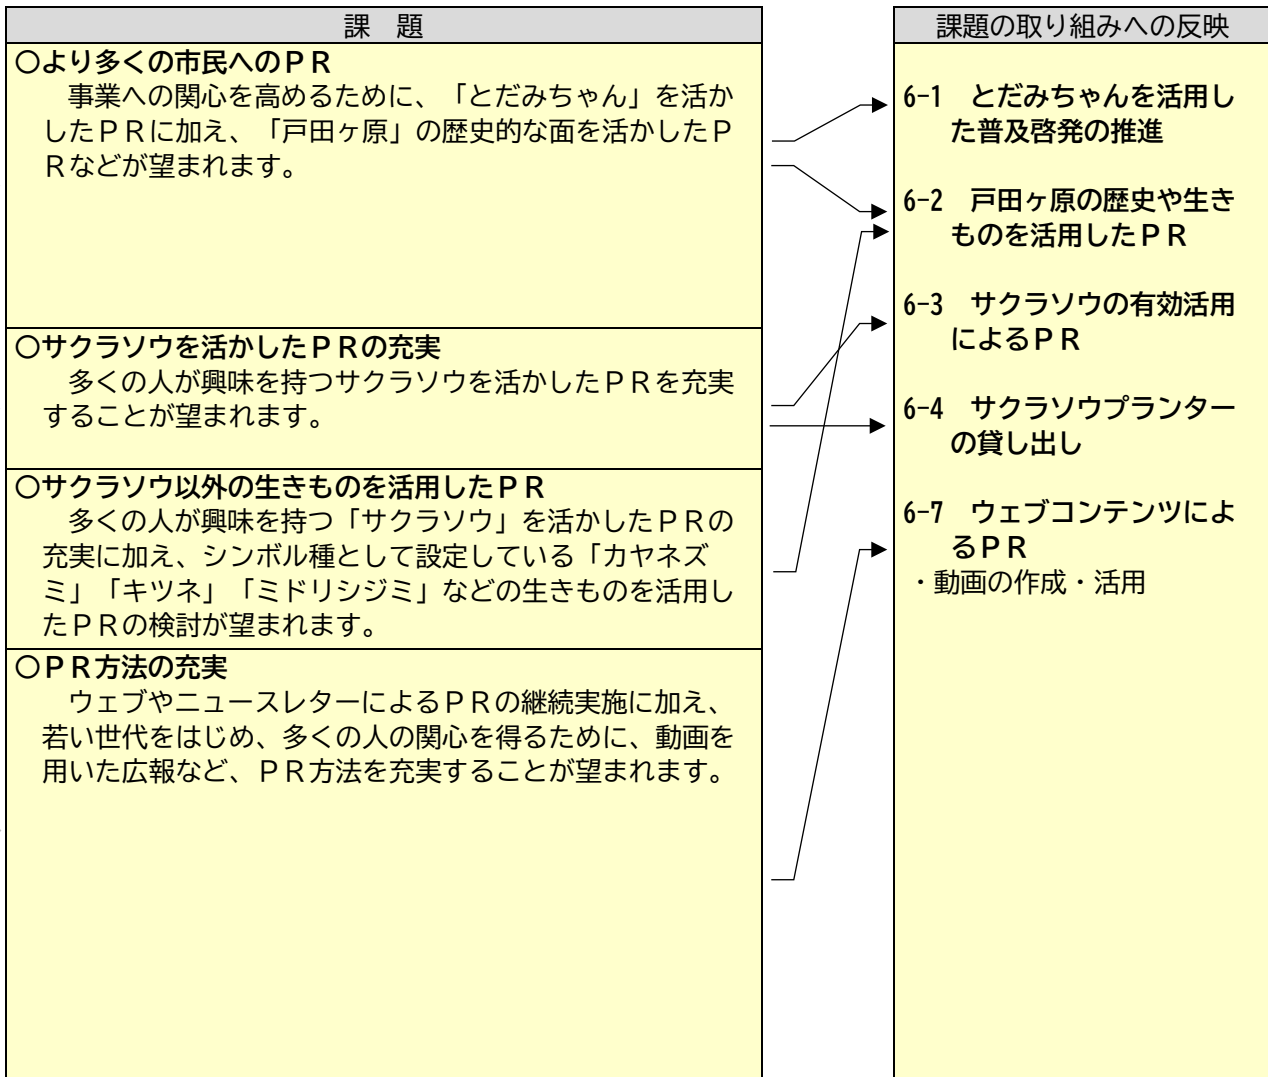 課　題
〇より多くの市民へのＰＲ
事業への関心を高めるために、「とだみちゃん」を活か
したＰＲに加え、「戸田ヶ原」の歴史的な面を活かしたＰ
Ｒなどが望まれます。
〇サクラソウを活かしたＰＲの充実
多くの人が興味を持つサクラソウを活かしたＰＲを充実
することが望まれます。
〇サクラソウ以外の生きものを活用したＰＲ
多くの人が興味を持つ「サクラソウ」を活かしたＰＲの
充実に加え、シンボル種として設定している「カヤネズ
ミ」「キツネ」「ミドリシジミ」などの生きものを活用し
たＰＲの検討が望まれます。
〇ＰＲ方法の充実
ウェブやニュースレターによるＰＲの継続実施に加え、
若い世代をはじめ、多くの人の関心を得るために、動画を
用いた広報など、ＰＲ方法を充実することが望まれます。
課題の取り組みへの反映
6-1　とだみちゃんを活用し
た普及啓発の推進
6-2　戸田ヶ原の歴史や生き
ものを活用したＰＲ
6-3　サクラソウの有効活用
によるＰＲ
6-4　サクラソウプランター
の貸し出し
6-7　ウェブコンテンツによ
るＰＲ
・動画の作成・活用